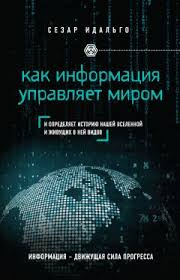 СЕЗАР ИДАЛЬГО
как информация
управляет миром
И ОПРЕДЕЛЯЕТ ИСТОРИЮ НАШЕЙ ВСЕЛЕННОЙ
И ЖИВУЩИХ В НЕЙ ВИДОВ
ИНФОРМАЦИЯ – ДВИЖУЩАЯ СИЛА ПРОГРЕССА